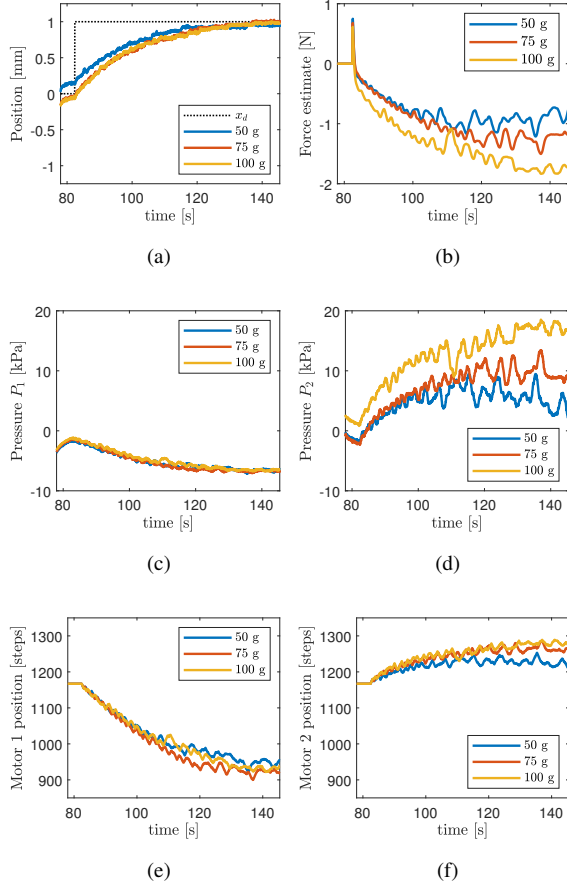 1
0.5
0
-0.5
-1
Position [mm]
x_d
50 g
75 g
100 g
80 100 120 140
time [s]
(a)
1
0
-1
-2
Force estimate [N]
50 g
75 g
100 g
80 100 120 140
time [s]
(b)
20
10
0
-10
Pressure P_1 [kPa]
50 g
75 g
100 g
80 100 120 140
time [s]
(c)
20
10
0
-10
Pressure P_2 [kPa]
50 g
75 g
100 g
80 100 120 140
time [s]
(d)
1300
1200
1100
1000
900
Motor 1 position [steps]
50 g
75 g
100 g
80 100 120 140
time [s]
(e)
1300
1200
1100
1000
900
Motor 2 position [steps]
50 g
75 g
100 g
80 100 120 140
time [s]
(f)